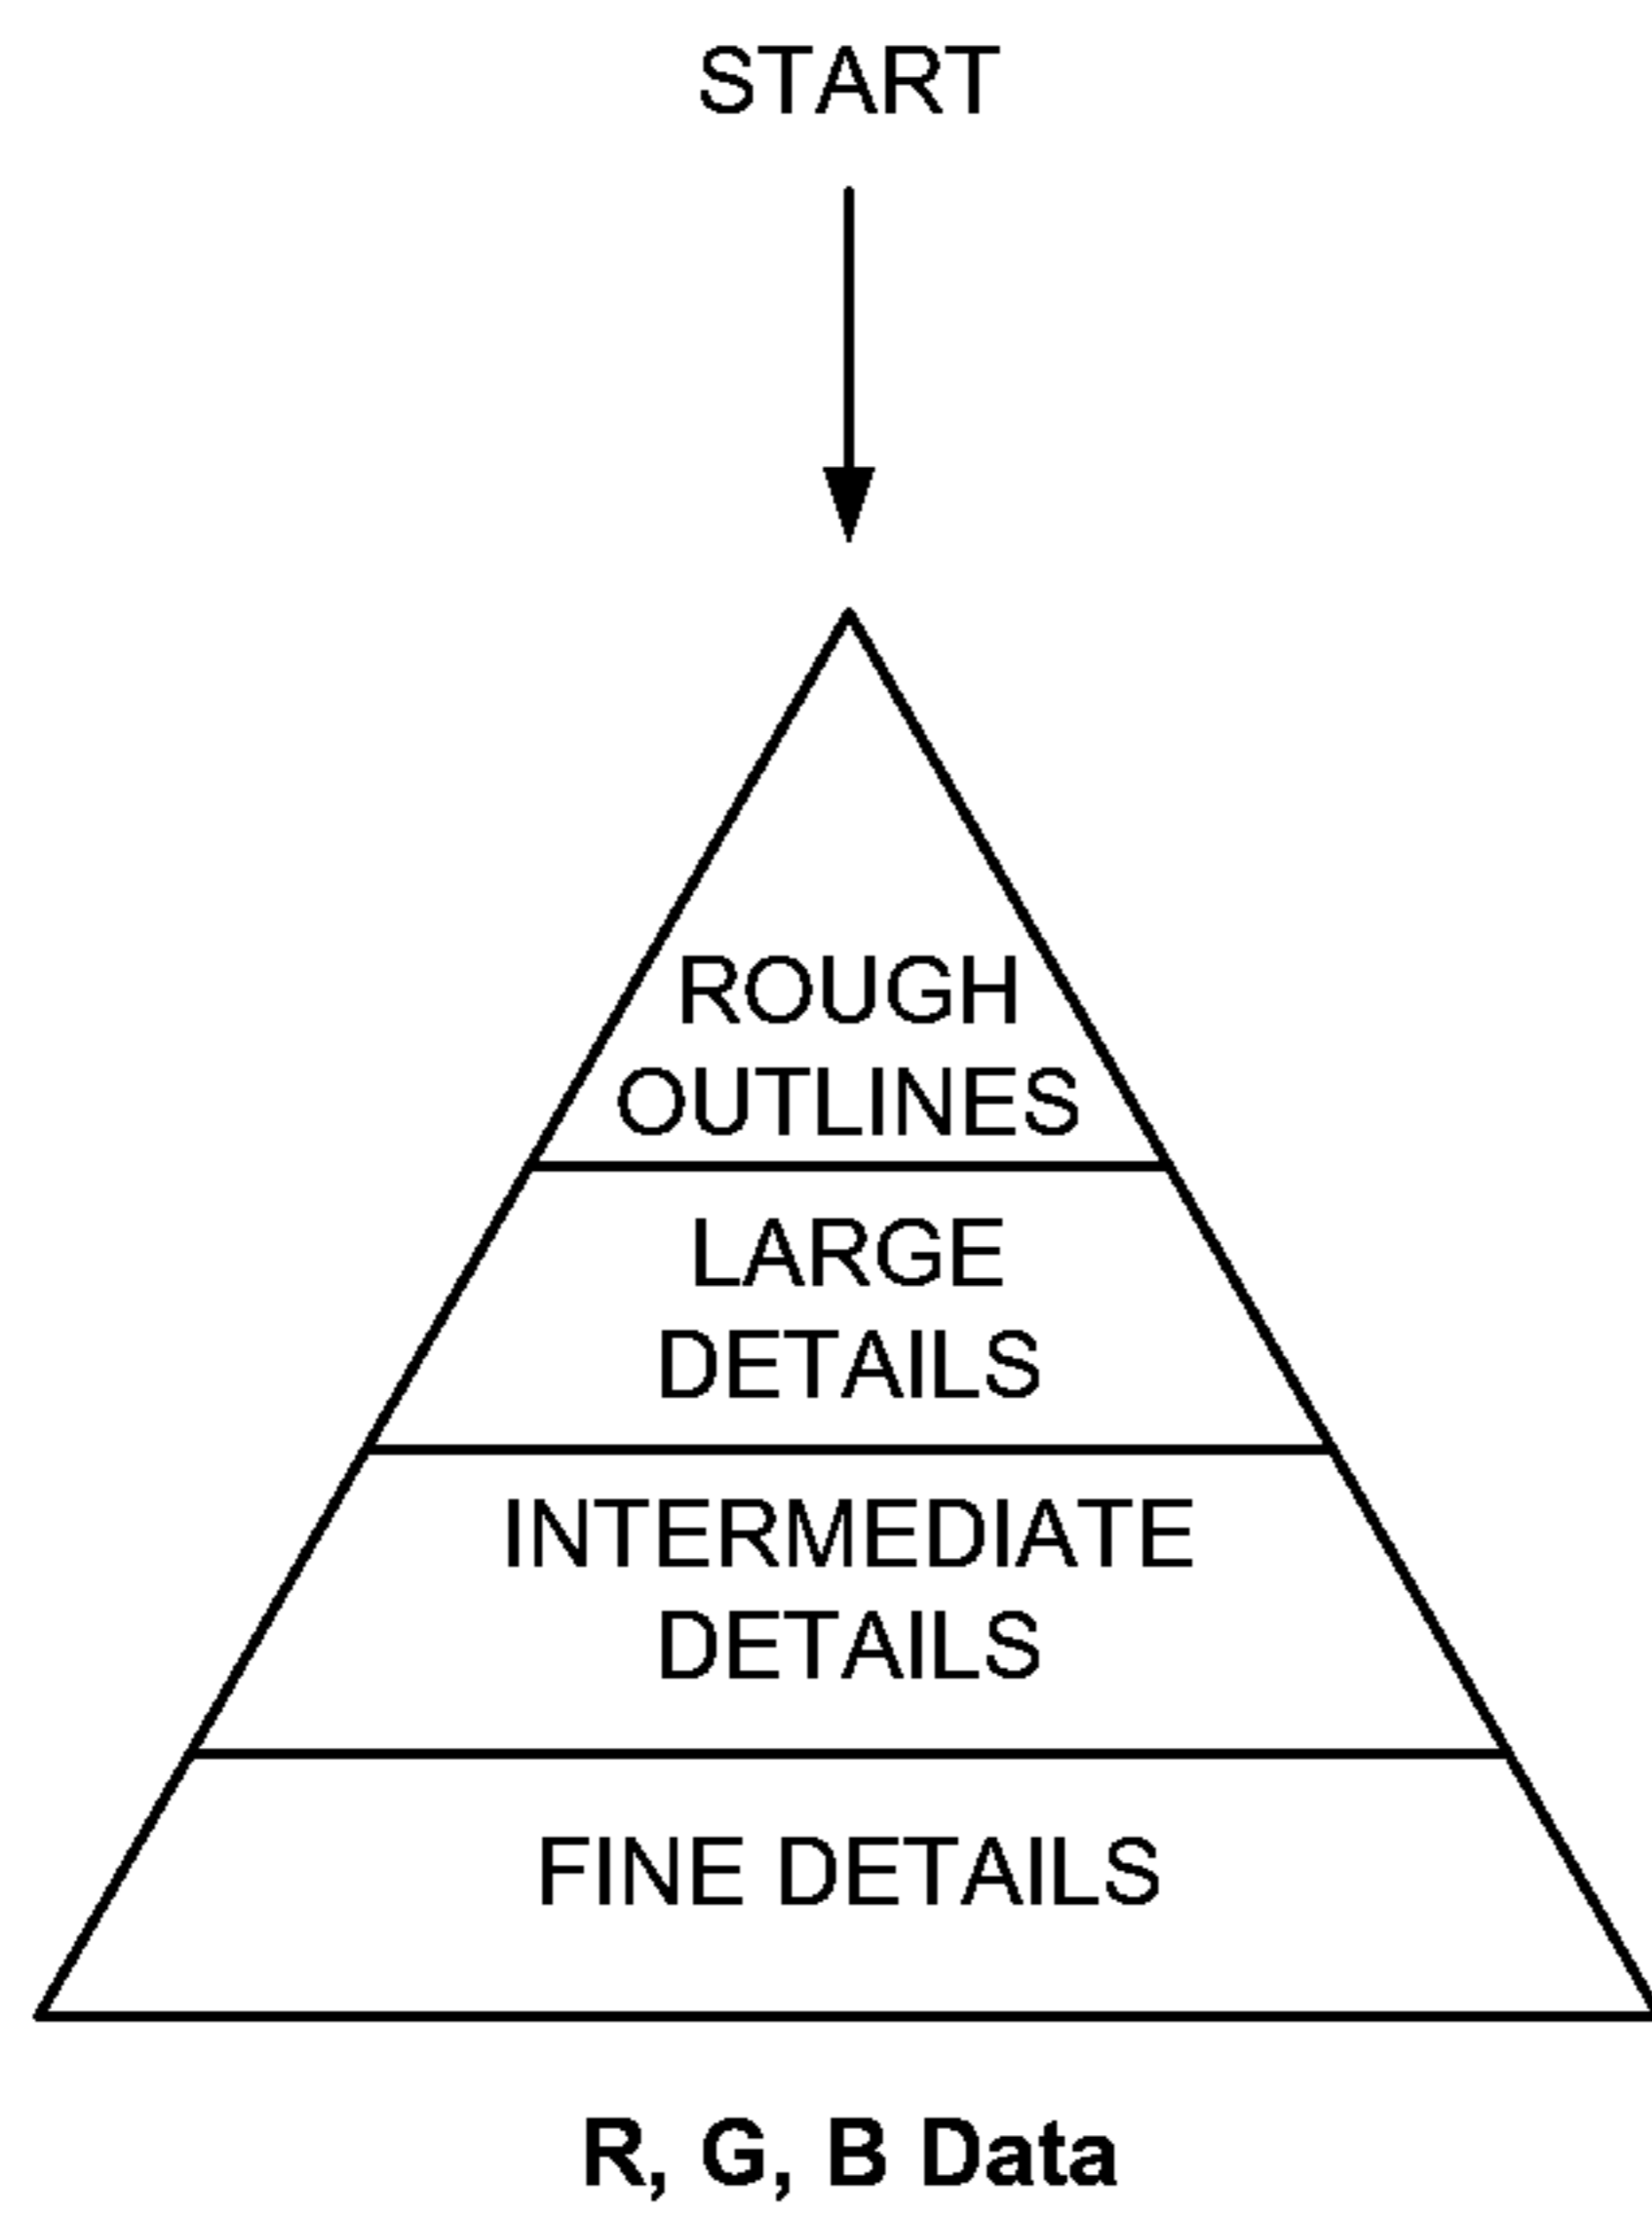 START
ROUGH
OUTLINES
LARGE
DETAILS
INTERMEDIATE
DETAILS
FINE DETAILS
R, G, B Data